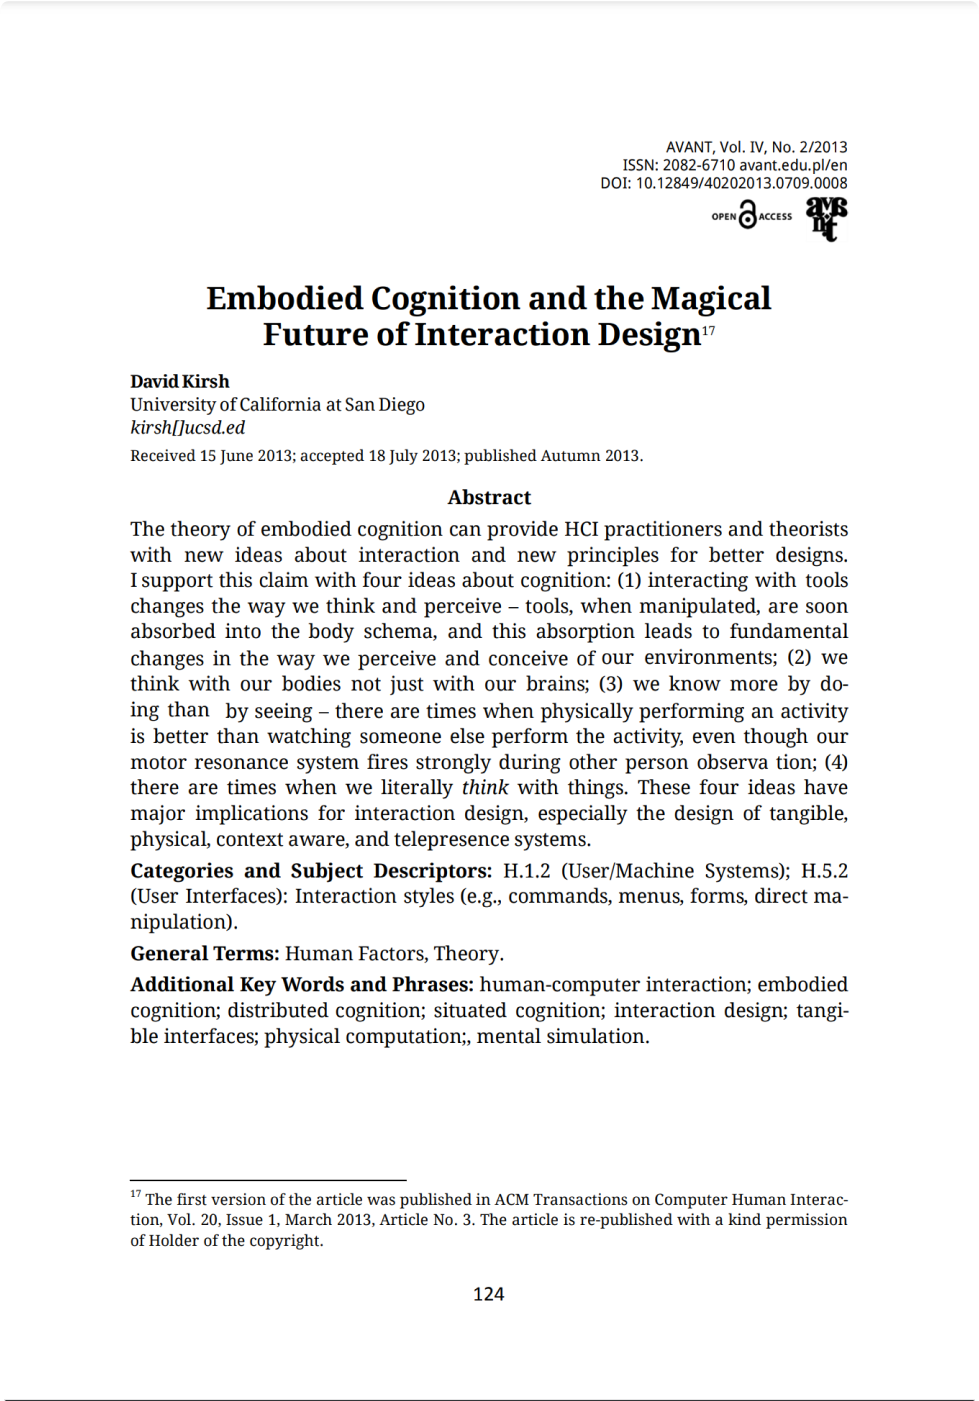 AVANT, Vol. IV, No. 2/2013
ISSN: 2082-6710 avant.edu.pl/en
DOI: 10.12849/40202013.0709.0008
OPEN ACCESS avant
Embodied Cognition and the Magical
Future of Interaction Design17
David Kirsh
University of California at San Diego
kirsh[]ucsd.ed
Received 15 June 2013; accepted 18 July 2013; published Autumn 2013.
Abstract
The theory of embodied cognition can provide HCI practitioners and theorists
with new ideas about interaction and new principles for better designs.
I support this claim with four ideas about cognition: (1) interacting with tools
changes the way we think and perceive – tools, when manipulated, are soon
absorbed into the body schema, and this absorption leads to fundamental
changes in the way we perceive and conceive of our environments; (2) we
think with our bodies not just with our brains; (3) we know more by do-
ing than by seeing – there are times when physically performing an activity
is better than watching someone else perform the activity, even though our
motor resonance system fires strongly during other person observa tion; (4)
there are times when we literally think with things. These four ideas have
major implications for interaction design, especially the design of tangible,
physical, context aware, and telepresence systems.
Categories and Subject Descriptors: H.1.2 (User/Machine Systems); H.5.2
(User Interfaces): Interaction styles (e.g., commands, menus, forms, direct ma-
nipulation).
General Terms: Human Factors, Theory.
Additional Key Words and Phrases: human-computer interaction; embodied
cognition; distributed cognition; situated cognition; interaction design; tangi-
ble interfaces; physical computation;, mental simulation.
17 The first version of the article was published in ACM Transactions on Computer Human Interac-
tion, Vol. 20, Issue 1, March 2013, Article No. 3. The article is re-published with a kind permission
of Holder of the copyright.
124